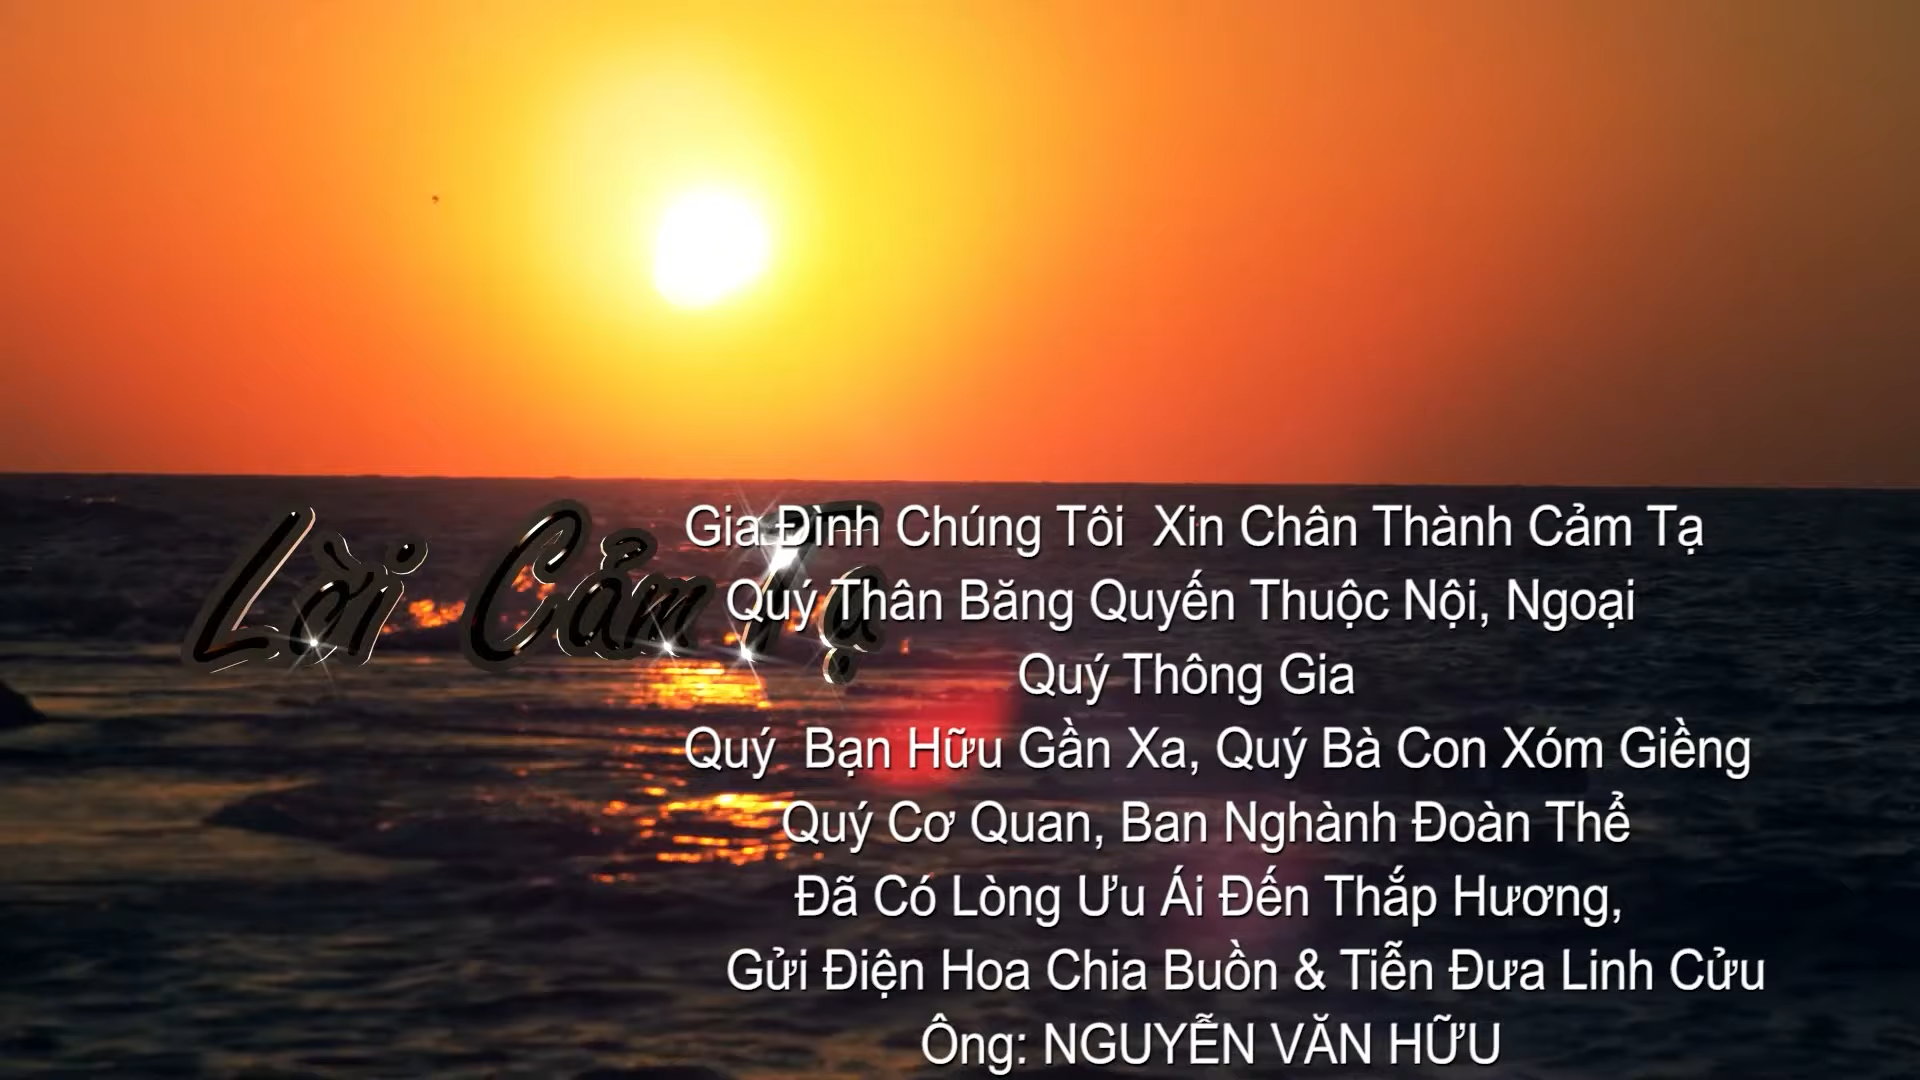 Lời Cảm Tạ
Gia Đình Chúng Tôi Xin Chân Thành Cảm Tạ
Quý Thân Băng Quyến Thuộc Nội, Ngoại
Quý Thông Gia
Quý Bạn Hữu Gần Xa, Quý Bà Con Xóm Giềng
Quý Cơ Quan, Ban Nghành Đoàn Thể
Đã Có Lòng Ưu Ái Đến Thắp Hương,
Gửi Điện Hoa Chia Buồn & Tiễn Đưa Linh Cửu
Ông: NGUYỄN VĂN HỮU